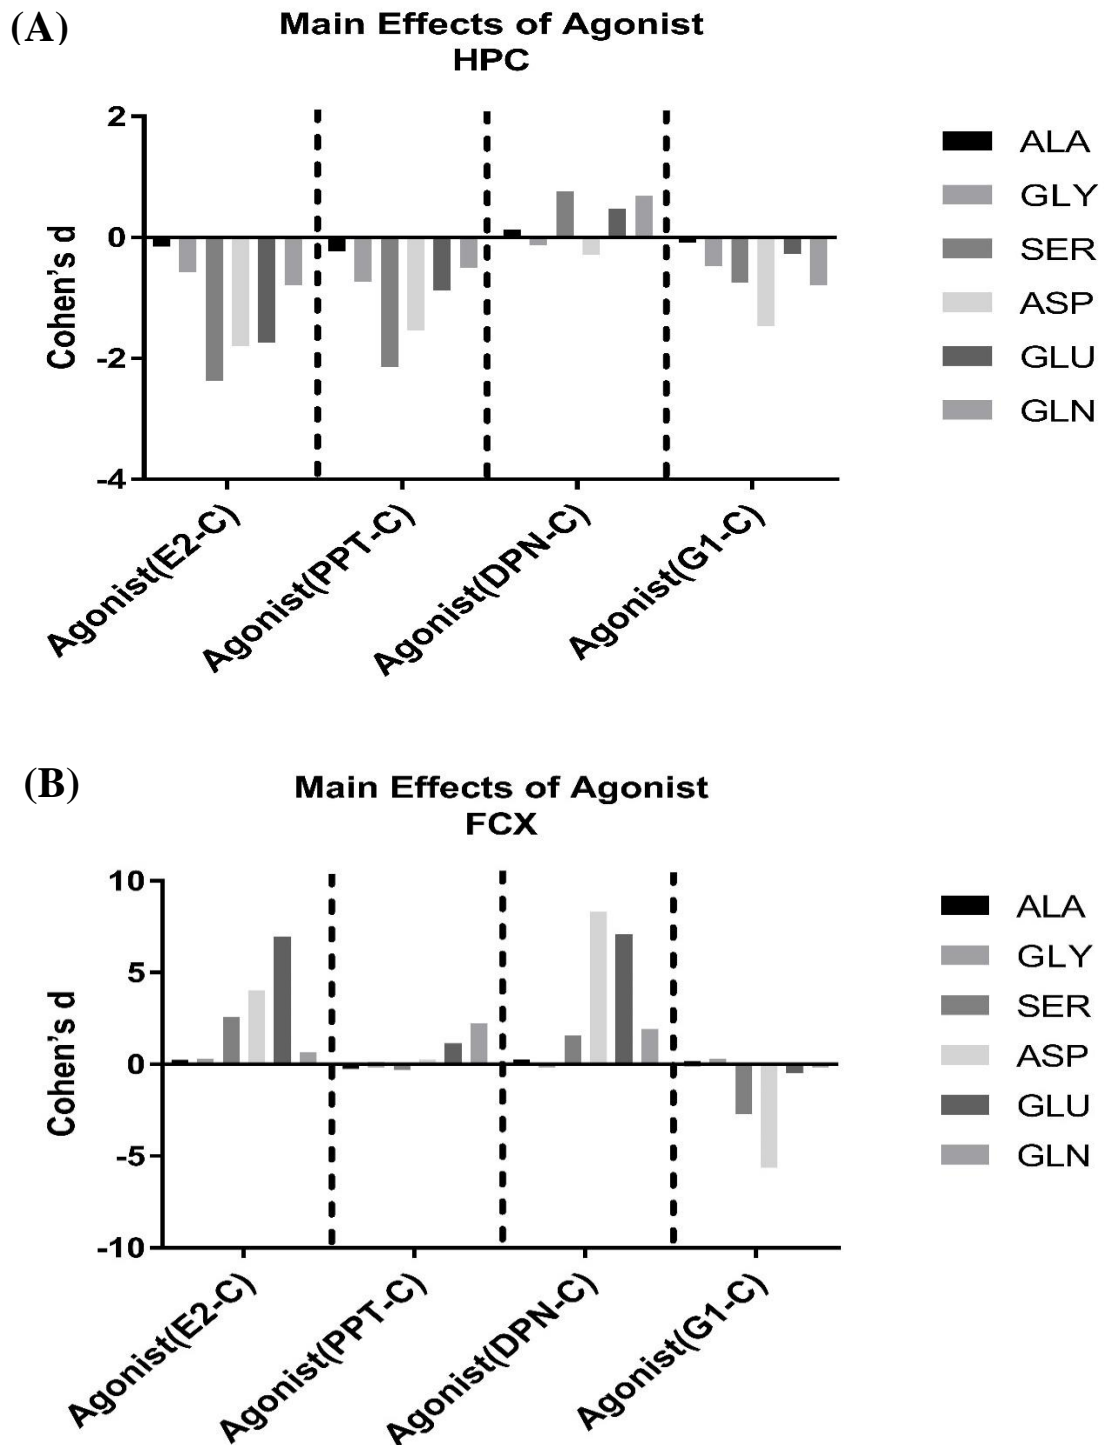 (A)
Main Effects of Agonist
HPC
Cohen's d
2
0
-2
-4
Agonist(E2-C)
Agonist(PPT-C)
Agonist(DPN-C)
Agonist(G1-C)
ALA
GLY
SER
ASP
GLU
GLN
(B)
Main Effects of Agonist
FCX
Cohen's d
10
5
0
-5
-10
Agonist(E2-C)
Agonist(PPT-C)
Agonist(DPN-C)
Agonist(G1-C)
ALA
GLY
SER
ASP
GLU
GLN